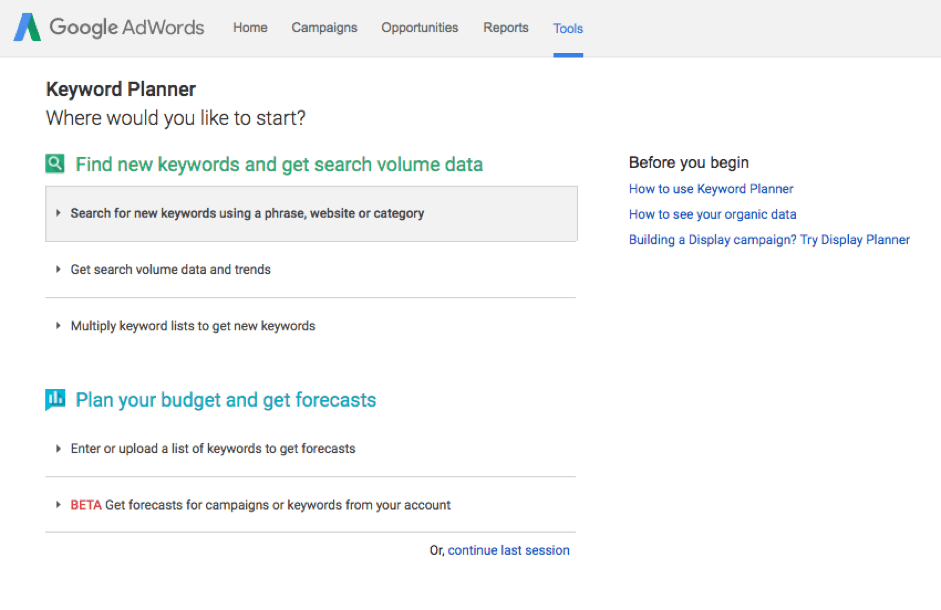 Google AdWords Home Campaigns Opportunities Reports Tools
Keyword Planner
Where would you like to start?
Find new keywords and get search volume data
Search for new keywords using a phrase, website or category
Get search volume data and trends
Multiply keyword lists to get new keywords
Plan your budget and get forecasts
Enter or upload a list of keywords to get forecasts
BETA Get forecasts for campaigns or keywords from your account
Or, continue last session
Before you begin
How to use Keyword Planner
How to see your organic data
Building a Display campaign? Try Display Planner